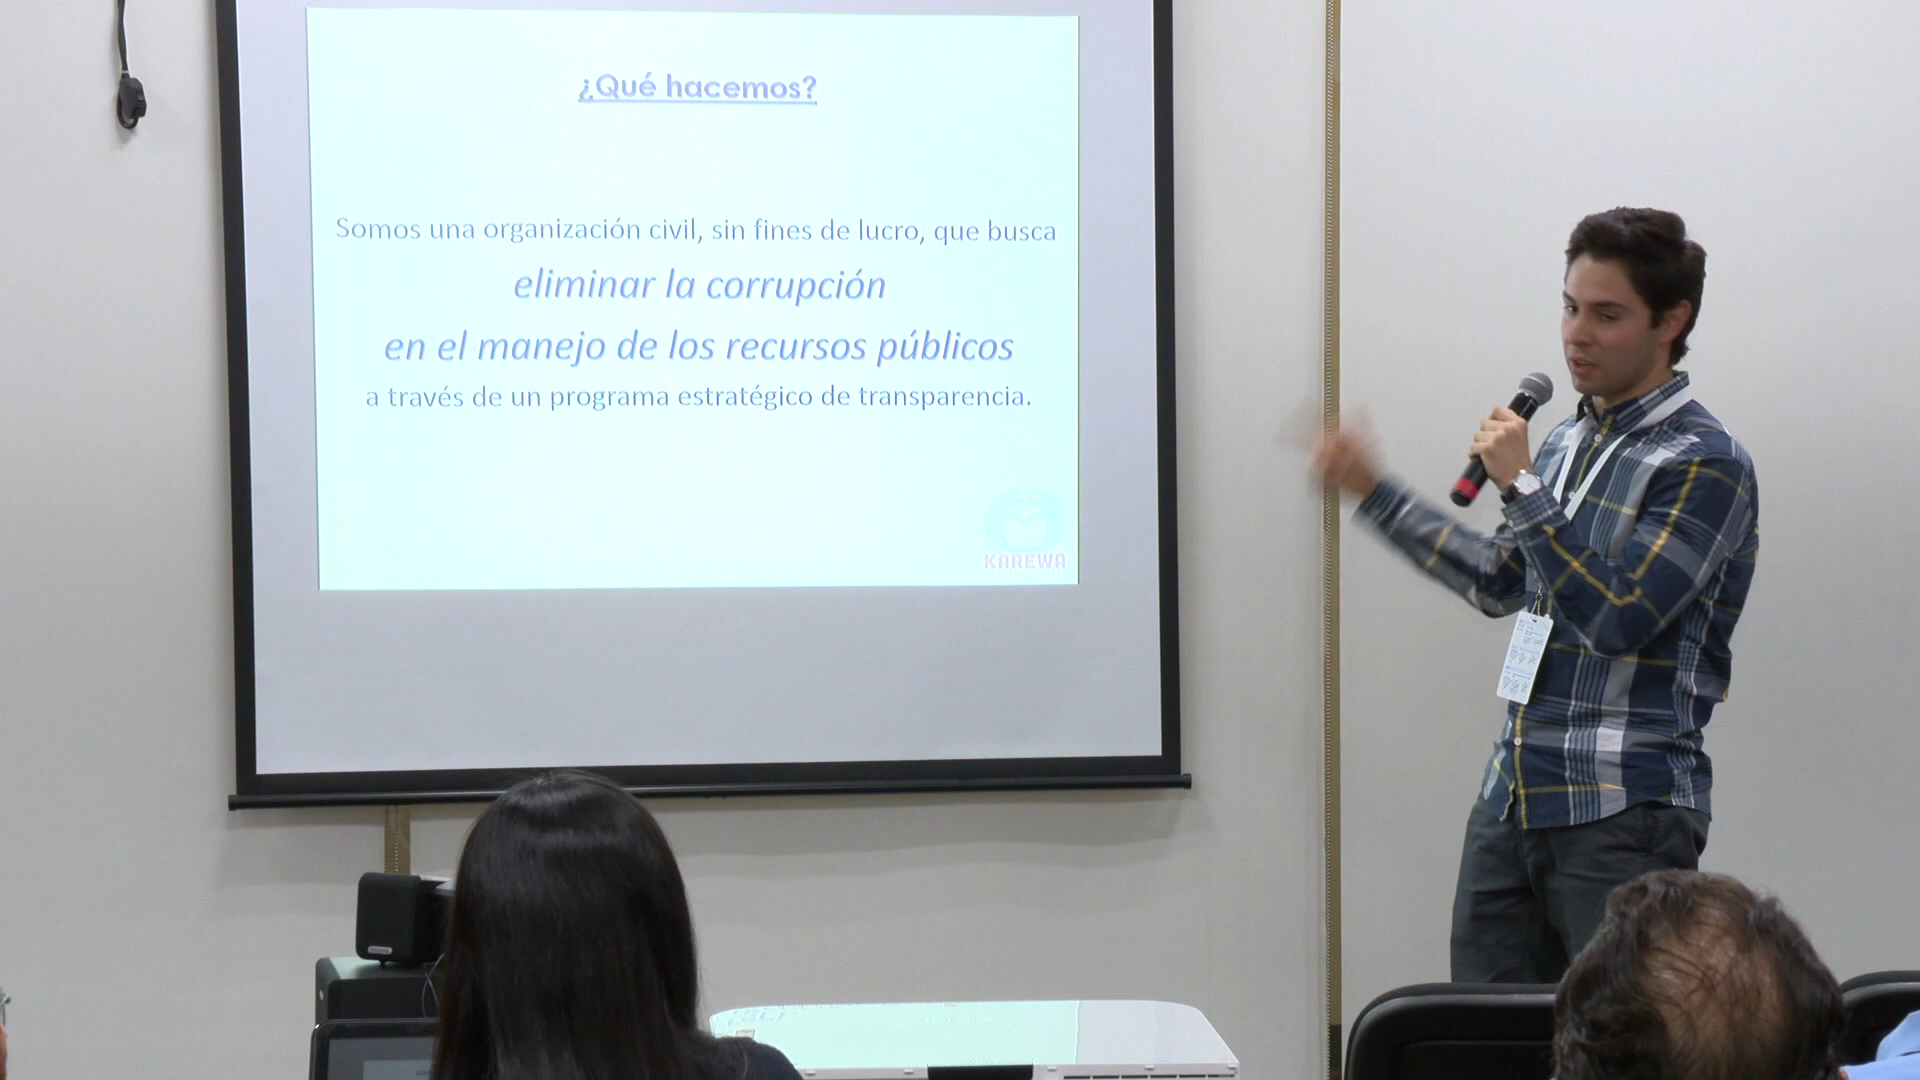 ¿Qué hacemos?
Somos una organización civil, sin fines de lucro, que busca
eliminar la corrupción
en el manejo de los recursos públicos
a través de un programa estratégico de transparencia.
KAREWA